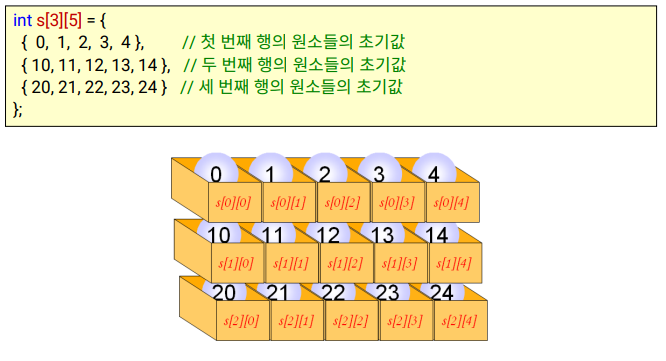 int s[3][5] = {
{ 0, 1, 2, 3, 4 }, // 첫 번째 행의 원소들의 초기값
{ 10, 11, 12, 13, 14 }, // 두 번째 행의 원소들의 초기값
{ 20, 21, 22, 23, 24 } // 세 번째 행의 원소들의 초기값
};
0 1 2 3 4
s[0][0] s[0][1] s[0][2] s[0][3] s[0][4]
10 11 12 13 14
s[1][0] s[1][1] s[1][2] s[1][3] s[1][4]
20 21 22 23 24
s[2][0] s[2][1] s[2][2] s[2][3] s[2][4]